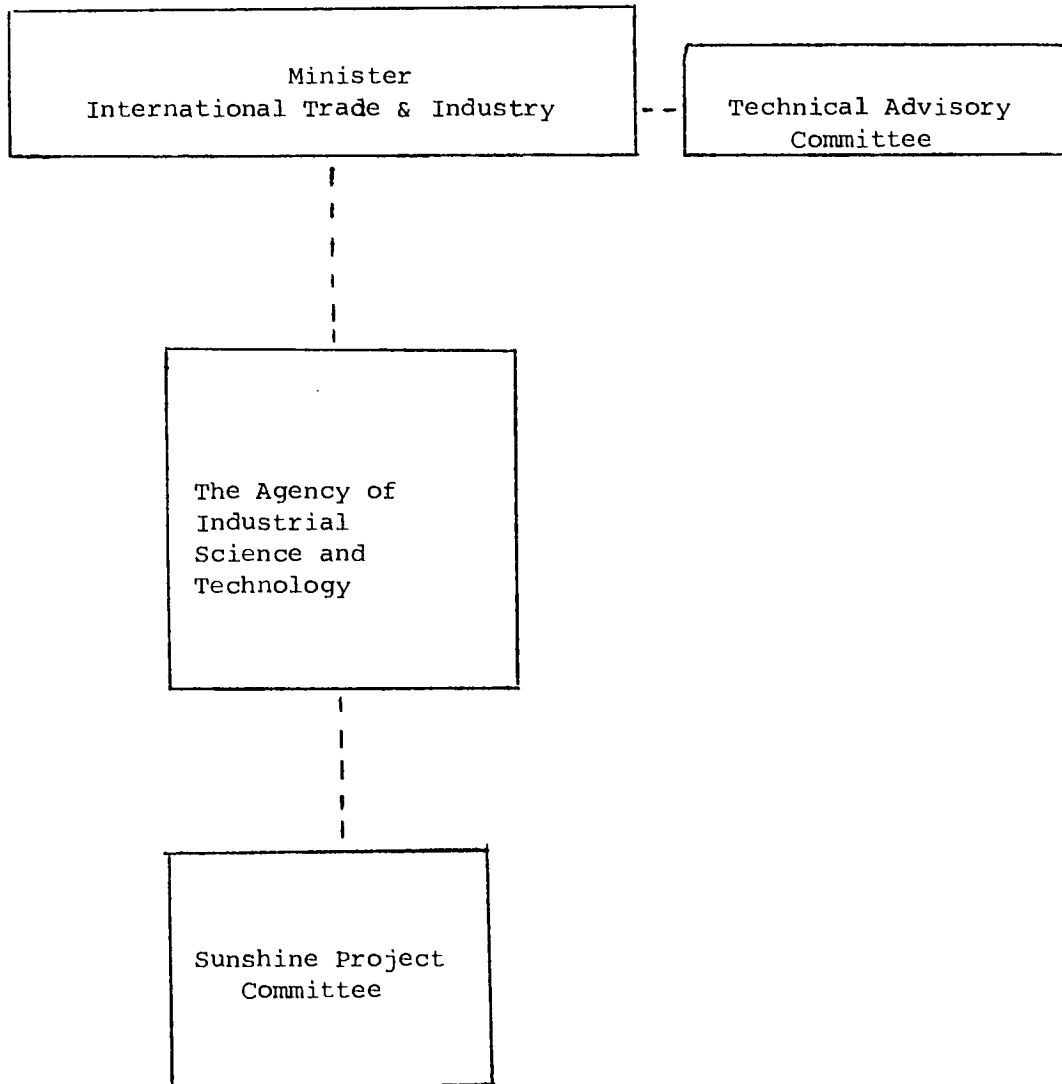 Minister
International Trade & Industry
Technical Advisory
Committee
The Agency of
Industrial
Science and
Technology
Sunshine Project
Committee